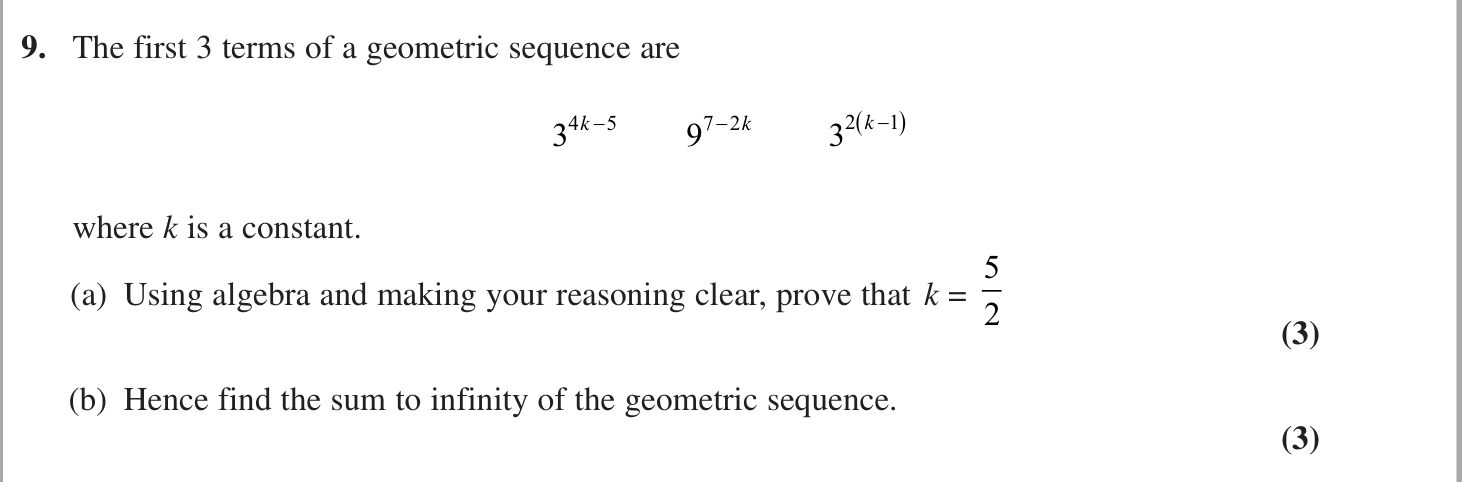 9. The first 3 terms of a geometric sequence are
3^{4k−5} 9^{7−2k} 3^{2(k−1)}
where k is a constant.
(a) Using algebra and making your reasoning clear, prove that k = \frac{5}{2}
(3)
(b) Hence find the sum to infinity of the geometric sequence.
(3)